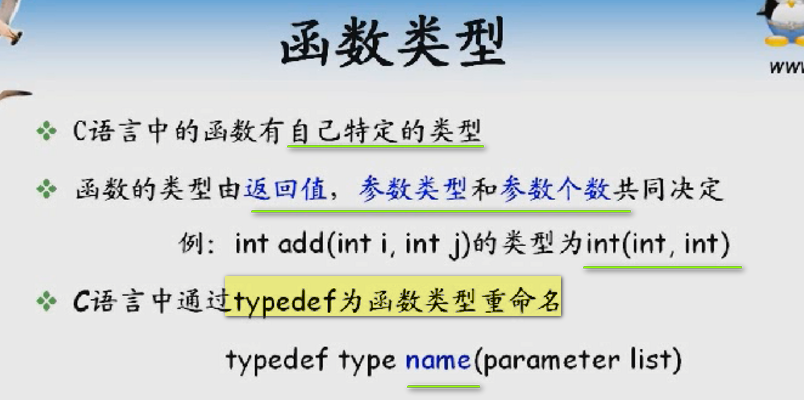 函数类型
www
C语言中的函数有自己特定的类型
函数的类型由返回值，参数类型和参数个数共同决定
例：int add(int i, int j)的类型为int(int, int)
C语言中通过typedef为函数类型重命名
typedef type name(parameter list)